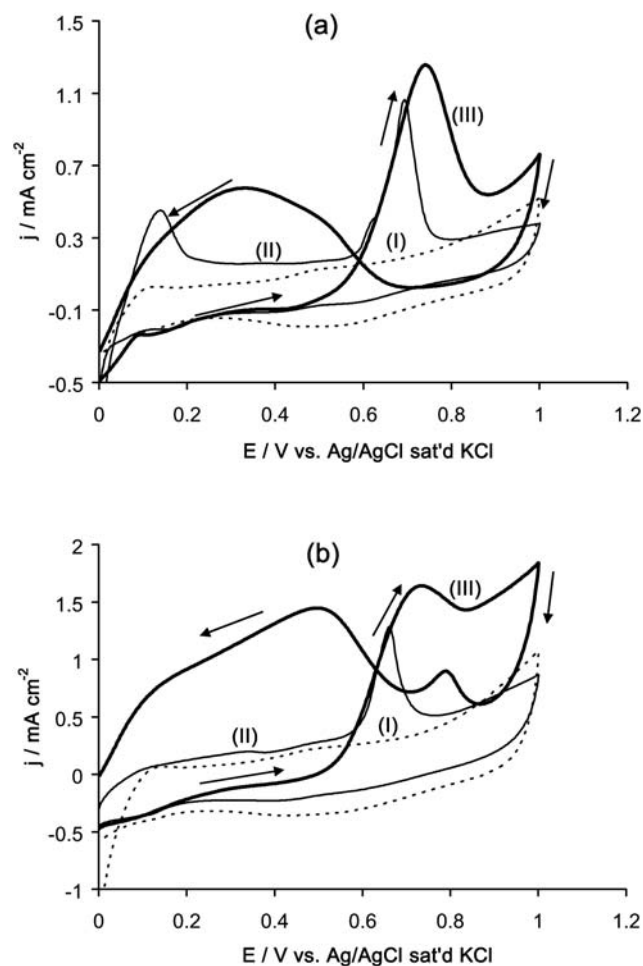 (a)
1.5
1.1
0.7
0.3
-0.1
-0.5
j / mA cm⁻²
(III)
(I)
(II)
0 0.2 0.4 0.6 0.8 1 1.2
E / V vs. Ag/AgCl sat'd KCl
(b)
2
1.5
1
0.5
0
-0.5
-1
j / mA cm⁻²
(III)
(I)
(II)
0 0.2 0.4 0.6 0.8 1 1.2
E / V vs. Ag/AgCl sat'd KCl